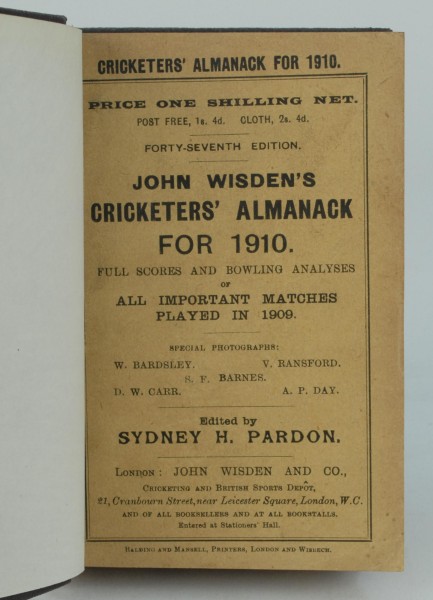 CRICKETERS' ALMANACK FOR 1910.
PRICE ONE SHILLING NET.
POST FREE, 1s. 4d. CLOTH, 2s. 4d.
FORTY-SEVENTH EDITION.
JOHN WISDEN'S
CRICKETERS' ALMANACK
FOR 1910.
FULL SCORES AND BOWLING ANALYSES
OF
ALL IMPORTANT MATCHES
PLAYED IN 1909.
SPECIAL PHOTOGRAPHS:
W. BARDSLEY. V. RANSFORD.
S. F. BARNES.
D. W. CARR. A. P. DAY.
Edited by
SYDNEY H. PARDON.
LONDON: JOHN WISDEN AND CO.,
CRICKETING AND BRITISH SPORTS DEPÔT,
21, Cranbourn Street, near Leicester Square, London, W.C.
AND OF ALL BOOKSELLERS AND AT ALL BOOKSTALLS.
Entered at Stationers' Hall.
BALDING AND MANSELL, PRINTERS, LONDON AND WISBECH.